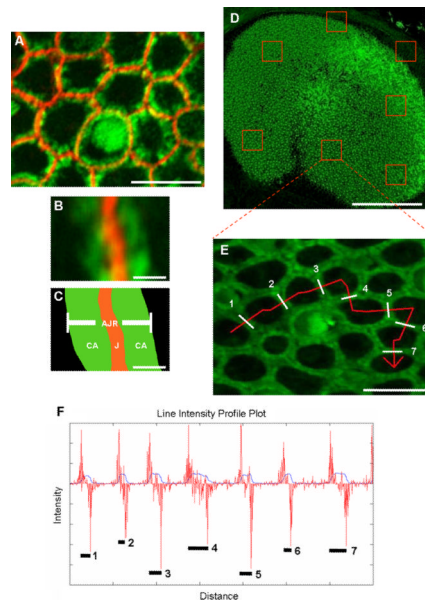 A
B
C
AJR
CA J CA
D
E
1
2
3
4
5
6
7
F
Line Intensity Profile Plot
Intensity
1
2
3
4
5
6
7
Distance